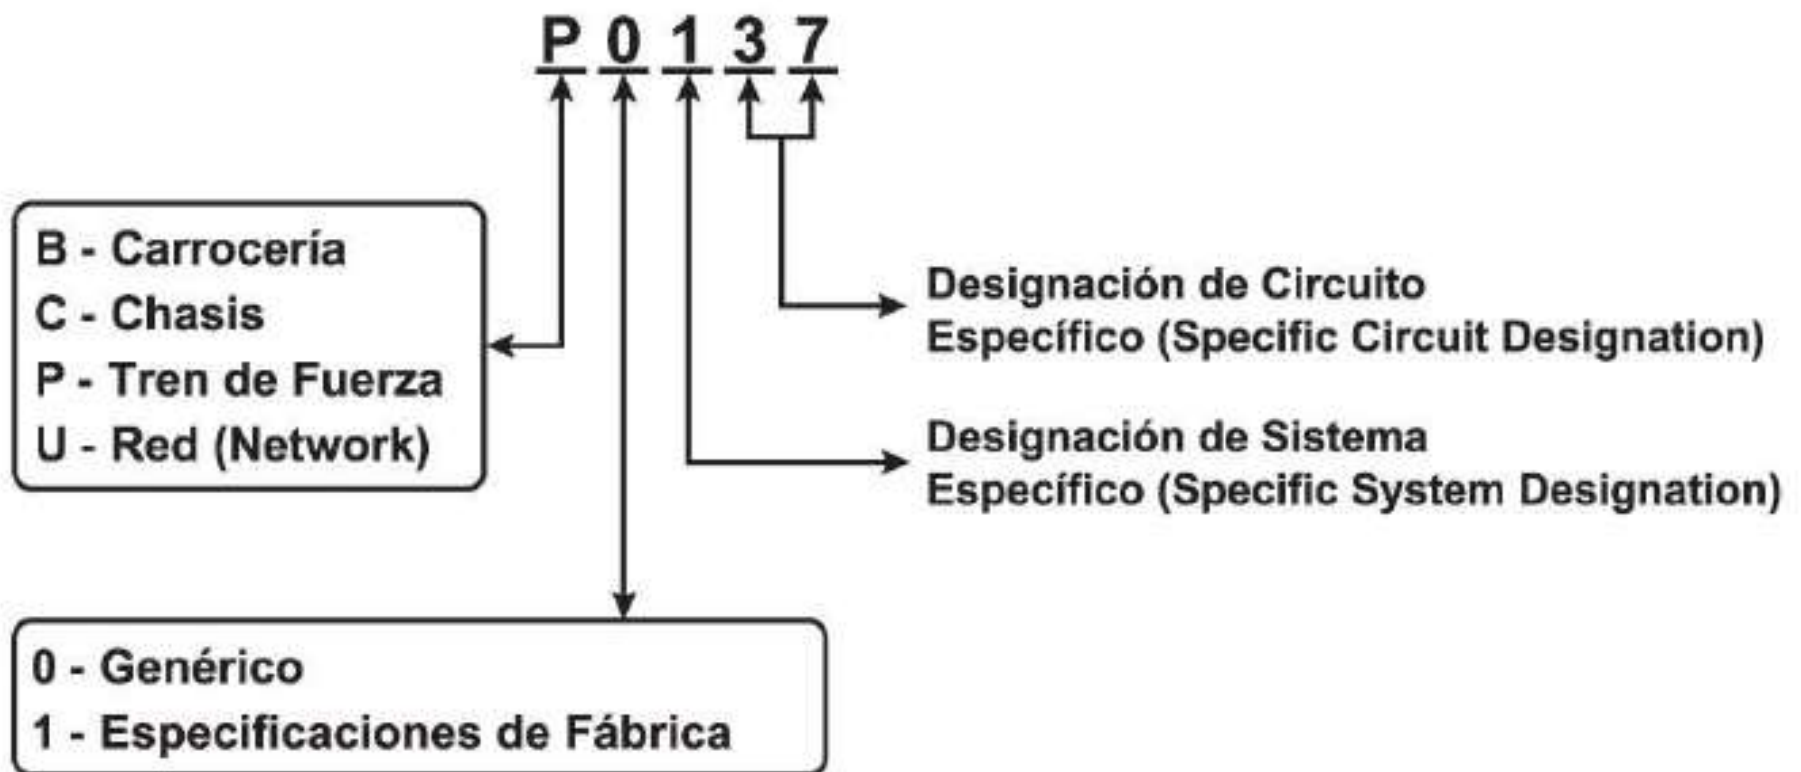 P 0 1 3 7
B - Carrocería
C - Chasis
P - Tren de Fuerza
U - Red (Network)
Designación de Circuito
Específico (Specific Circuit Designation)
Designación de Sistema
Específico (Specific System Designation)
0 - Genérico
1 - Especificaciones de Fábrica